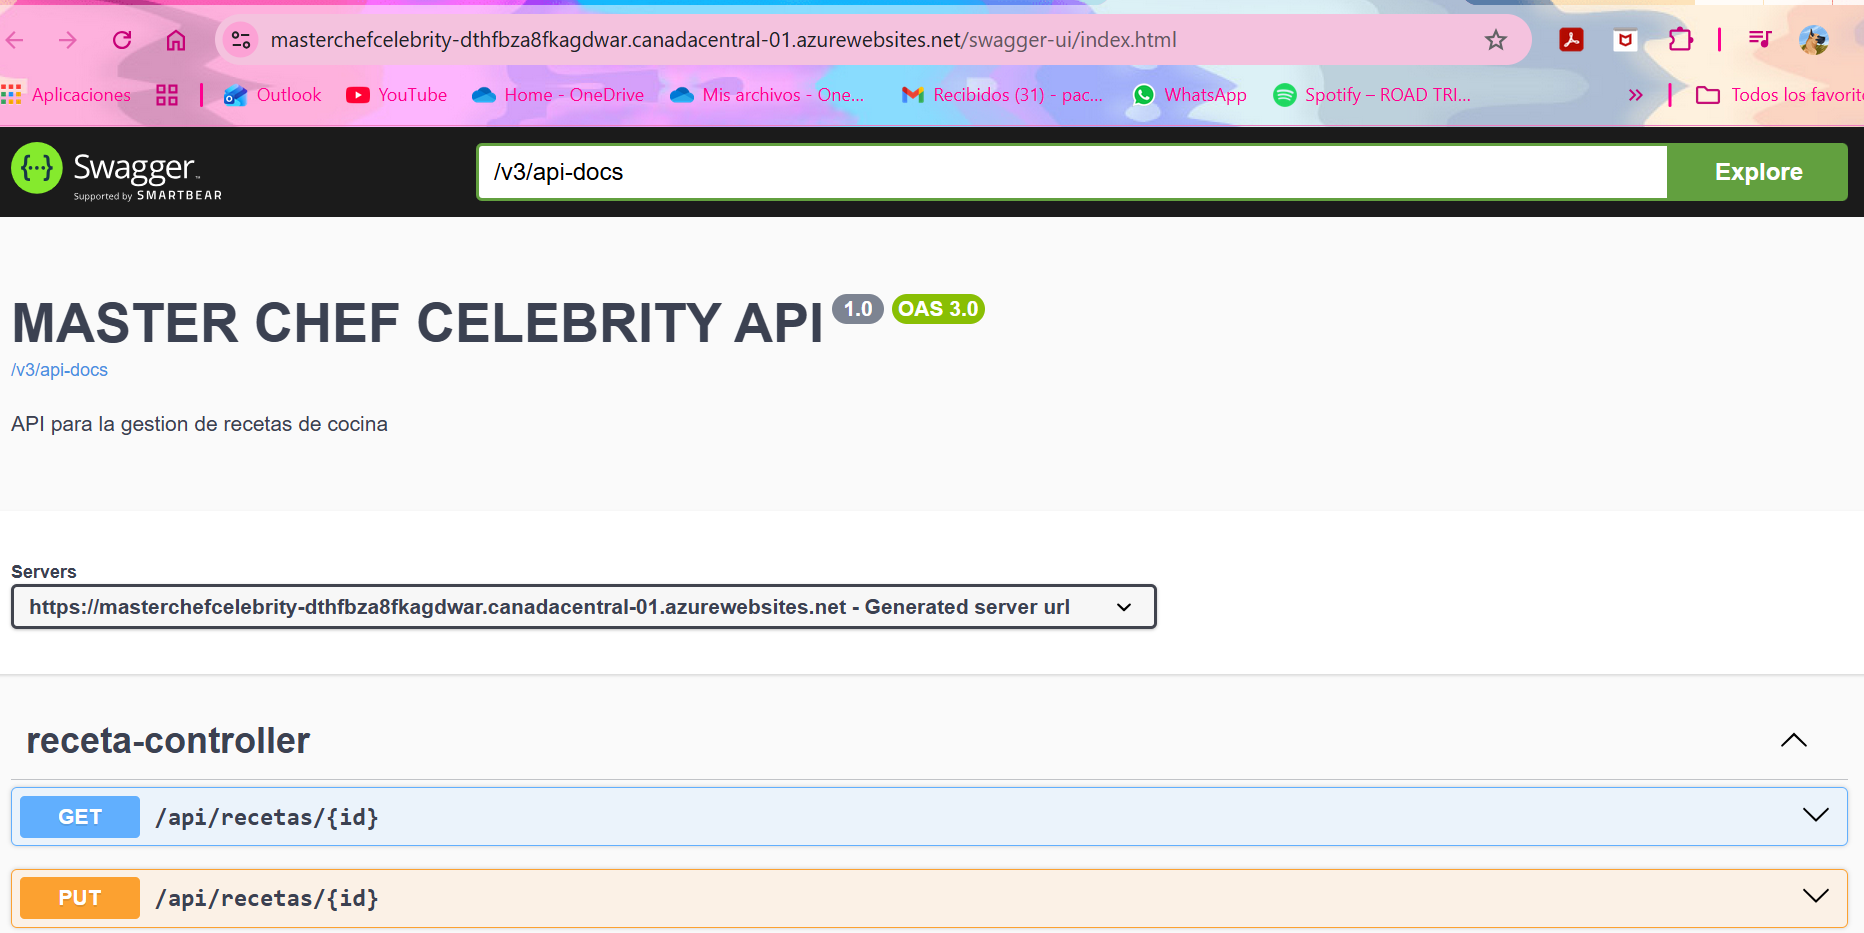 masterchefcelebrity-dthfbza8fkagdwar.canadacentral-01.azurewebsites.net/swagger-ui/index.html
Aplicaciones Outlook YouTube Home - OneDrive Mis archivos - One... Recibidos (31) - pac... WhatsApp Spotify – ROAD TRI... » Todos los favorito
{...} Swagger™
Supported by SMARTBEAR
/v3/api-docs Explore
MASTER CHEF CELEBRITY API 1.0 OAS 3.0
/v3/api-docs
API para la gestion de recetas de cocina
Servers
https://masterchefcelebrity-dthfbza8fkagdwar.canadacentral-01.azurewebsites.net - Generated server url
receta-controller
GET /api/recetas/{id}
PUT /api/recetas/{id}